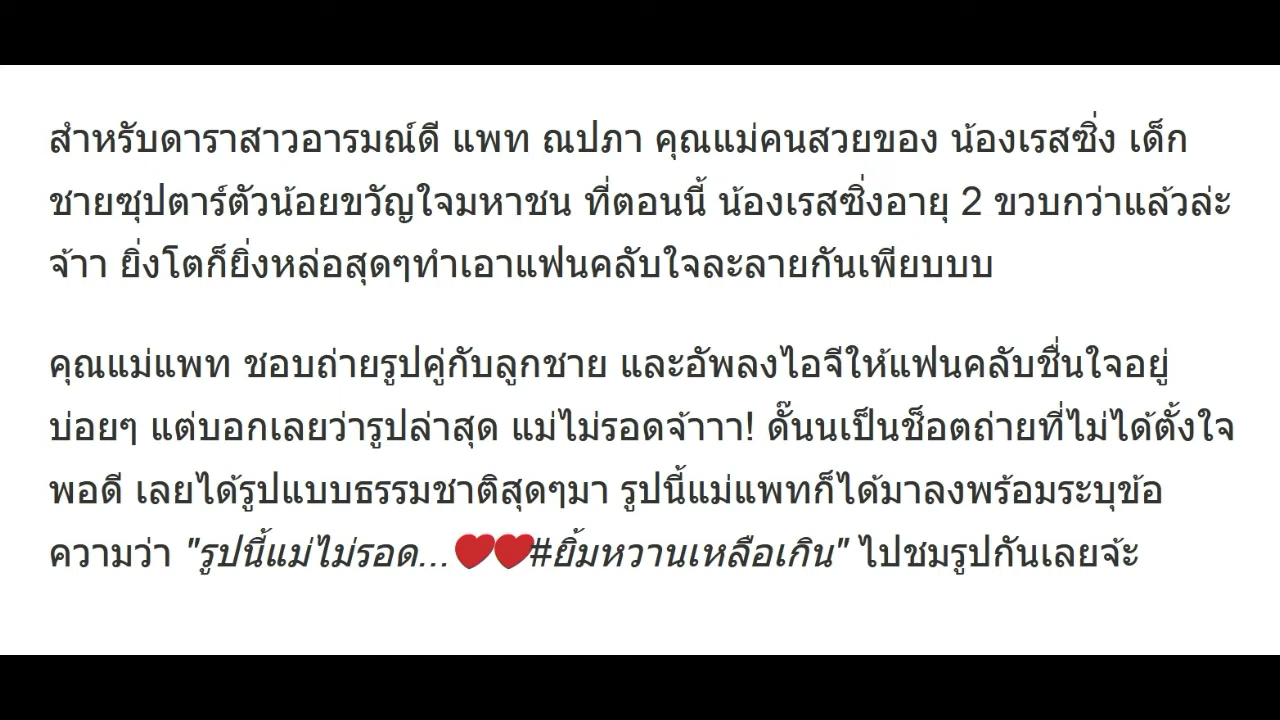 สำหรับดาราสาวอารมณ์ดี แพท ณปภา คุณแม่คนสวยของ น้องเรสซิ่ง เด็ก
ชายซุปตาร์ตัวน้อยขวัญใจมหาชน ที่ตอนนี้ น้องเรสซิ่งอายุ 2 ขวบกว่าแล้วล่ะ
จ้าา ยิ่งโตก็ยิ่งหล่อสุดๆทำเอาแฟนคลับใจละลายกันเพียบบบ
คุณแม่แพท ชอบถ่ายรูปคู่กับลูกชาย และอัพลงไอจีให้แฟนคลับชื่นใจอยู่
บ่อยๆ แต่บอกเลยว่ารูปล่าสุด แม่ไม่รอดจ้าาา! ดั๊นนเป็นช็อตถ่ายที่ไม่ได้ตั้งใจ
พอดี เลยได้รูปแบบธรรมชาติสุดๆมา รูปนี้แม่แพทก็ได้มาลงพร้อมระบุข้อ
ความว่า "รูปนี้แม่ไม่รอด...❤️❤️#ยิ้มหวานเหลือเกิน" ไปชมรูปกันเลยจ้ะ